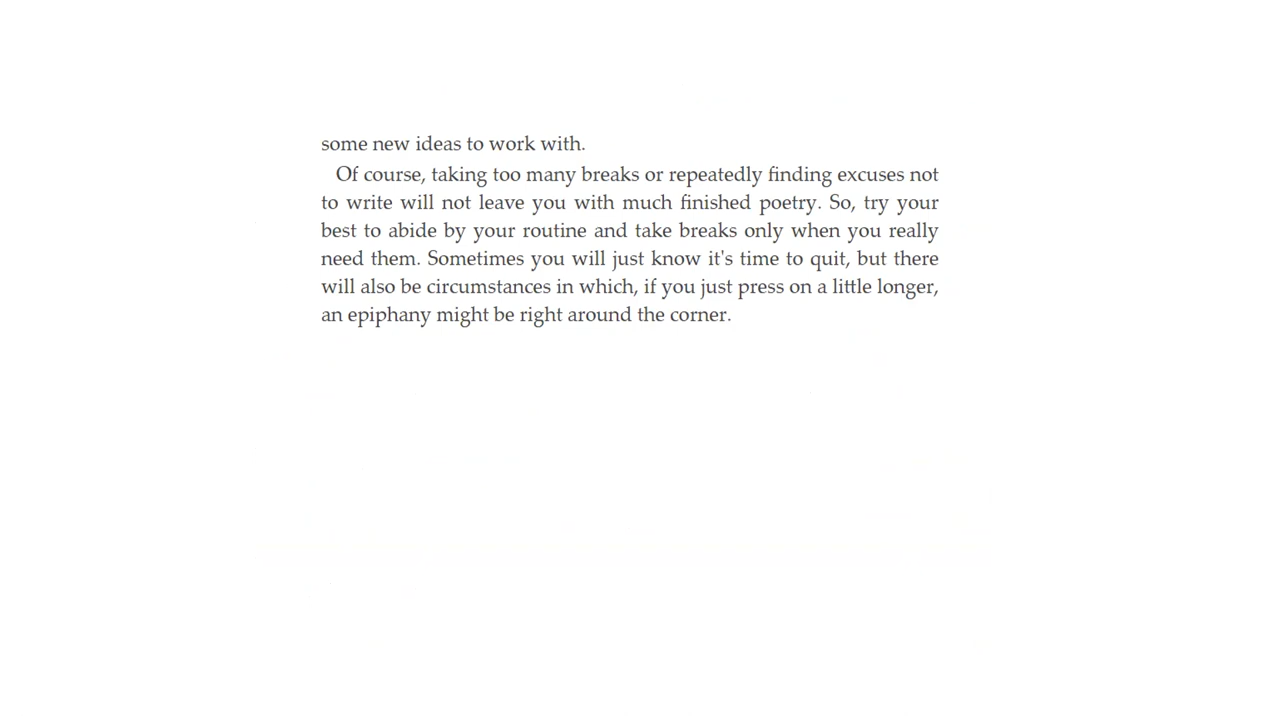 some new ideas to work with.
Of course, taking too many breaks or repeatedly finding excuses not
to write will not leave you with much finished poetry. So, try your
best to abide by your routine and take breaks only when you really
need them. Sometimes you will just know it's time to quit, but there
will also be circumstances in which, if you just press on a little longer,
an epiphany might be right around the corner.